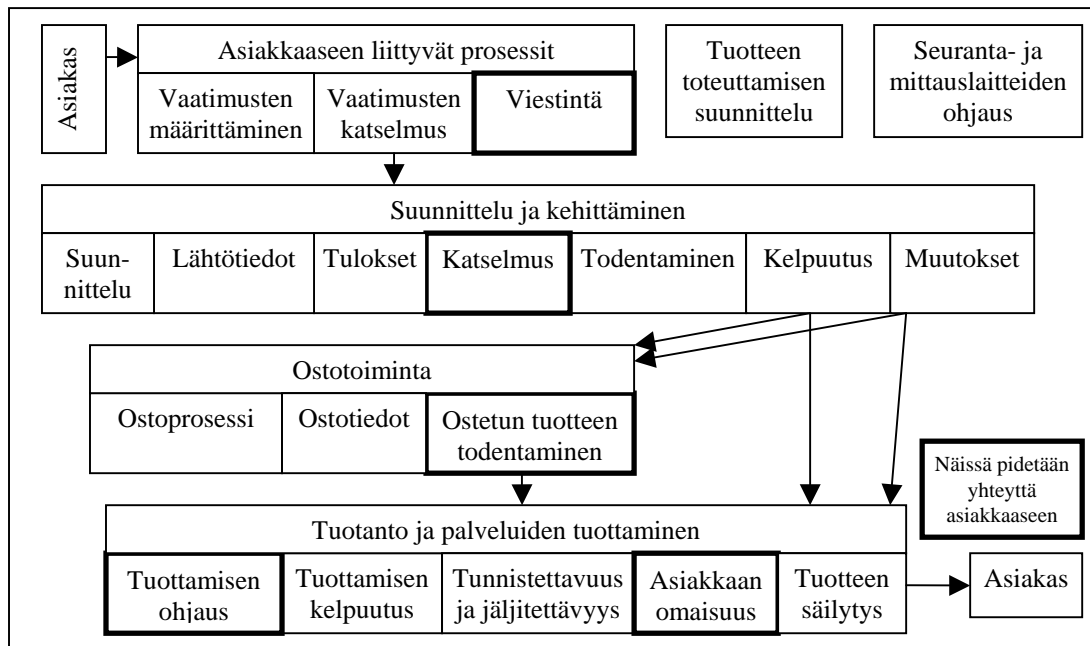 Asiakas
Asiakkaaseen liittyvät prosessit
Vaatimusten
määrittäminen
Vaatimusten
katselmus
Viestintä
Tuotteen
toteuttamisen
suunnittelu
Seuranta- ja
mittauslaitteiden
ohjaus
Suunnittelu ja kehittäminen
Suun-
nittelu
Lähtötiedot
Tulokset
Katselmus
Todentaminen
Kelpuutus
Muutokset
Ostotoiminta
Ostoprosessi
Ostotiedot
Ostetun tuotteen
todentaminen
Näissä pidetään
yhteyttä
asiakkaaseen
Tuotanto ja palveluiden tuottaminen
Tuottamisen
ohjaus
Tuottamisen
kelpuutus
Tunnistettavuus
ja jäljitettävyys
Asiakkaan
omaisuus
Tuotteen
säilytys
Asiakas